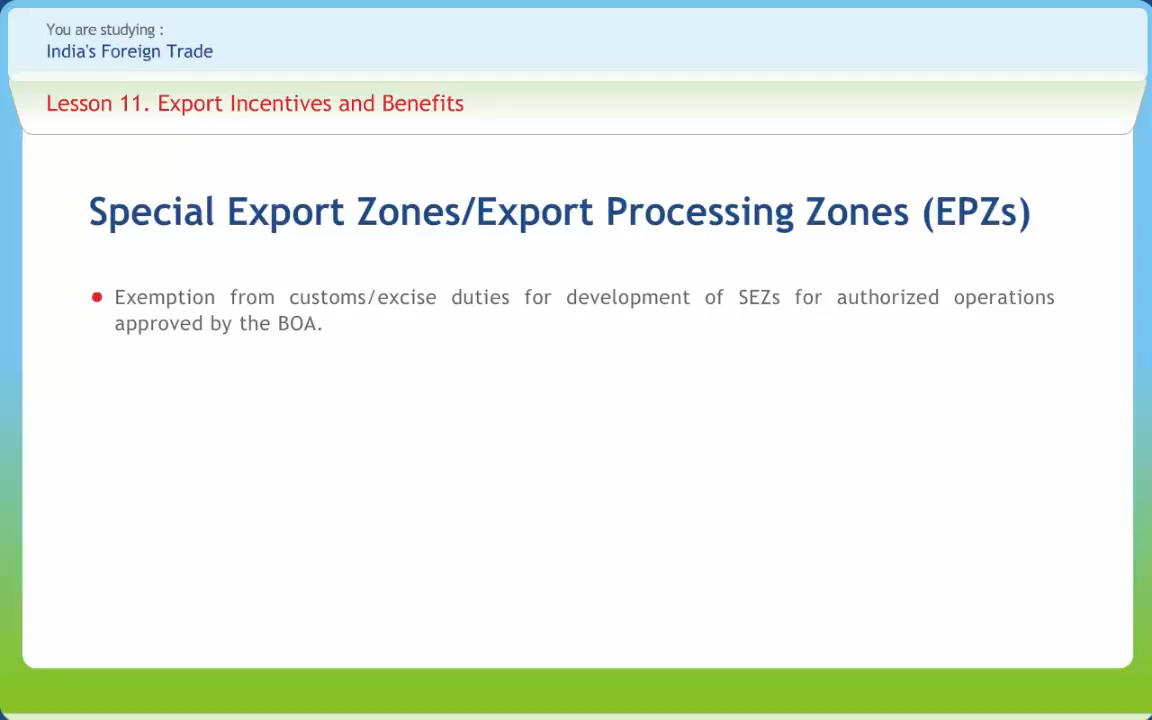 You are studying :
India's Foreign Trade
Lesson 11. Export Incentives and Benefits
Special Export Zones/Export Processing Zones (EPZs)
Exemption from customs/excise duties for development of SEZs for authorized operations
approved by the BOA.